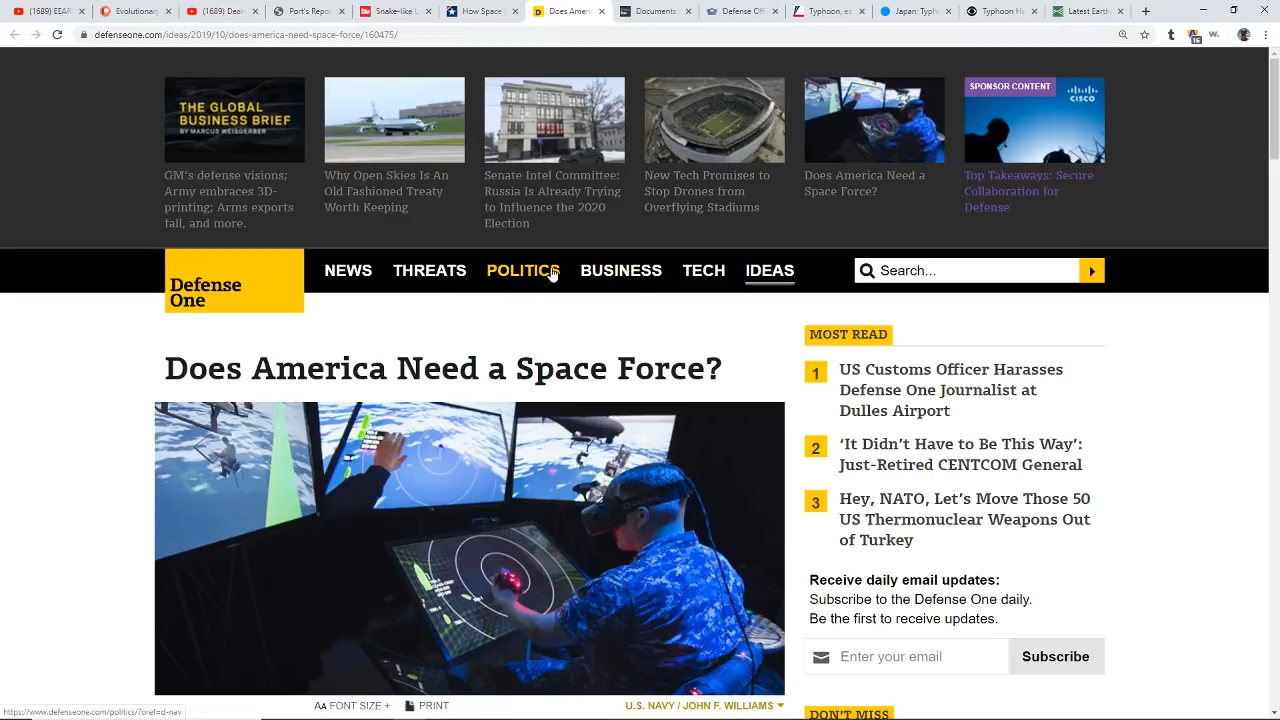 (1689) EEAR
Evolutionary
(1689) Dear
Port's Repo
Snake-like L
How Space
Does Ameri
Documents
Defense Offi
Typhoon, ex
Japan: Typh
Typhoon Ha
Latest Earth
defenseone.com/ideas/2019/10/does-america-need-space-force/160475/
THE GLOBAL
BUSINESS BRIEF
BY MARCUS WEISGERBER
SPONSOR CONTENT
CISCO
GM's defense visions;
Army embraces 3D-
printing; Arms exports
fall, and more.
Why Open Skies Is An
Old Fashioned Treaty
Worth Keeping
Senate Intel Committee:
Russia Is Already Trying
to Influence the 2020
Election
New Tech Promises to
Stop Drones from
Overflying Stadiums
Does America Need a
Space Force?
Top Takeaways: Secure
Collaboration for
Defense
Defense
One
NEWS THREATS POLITICS BUSINESS TECH IDEAS
Search...
Does America Need a Space Force?
AA FONT SIZE + PRINT
U.S. NAVY / JOHN F. WILLIAMS
MOST READ
1 US Customs Officer Harasses
Defense One Journalist at
Dulles Airport
2 ‘It Didn’t Have to Be This Way’:
Just-Retired CENTCOM General
3 Hey, NATO, Let’s Move Those 50
US Thermonuclear Weapons Out
of Turkey
Receive daily email updates:
Subscribe to the Defense One daily.
Be the first to receive updates.
Enter your email
Subscribe
DON'T MISS
https://www.defenseone.com/politics/?oref=d-nav